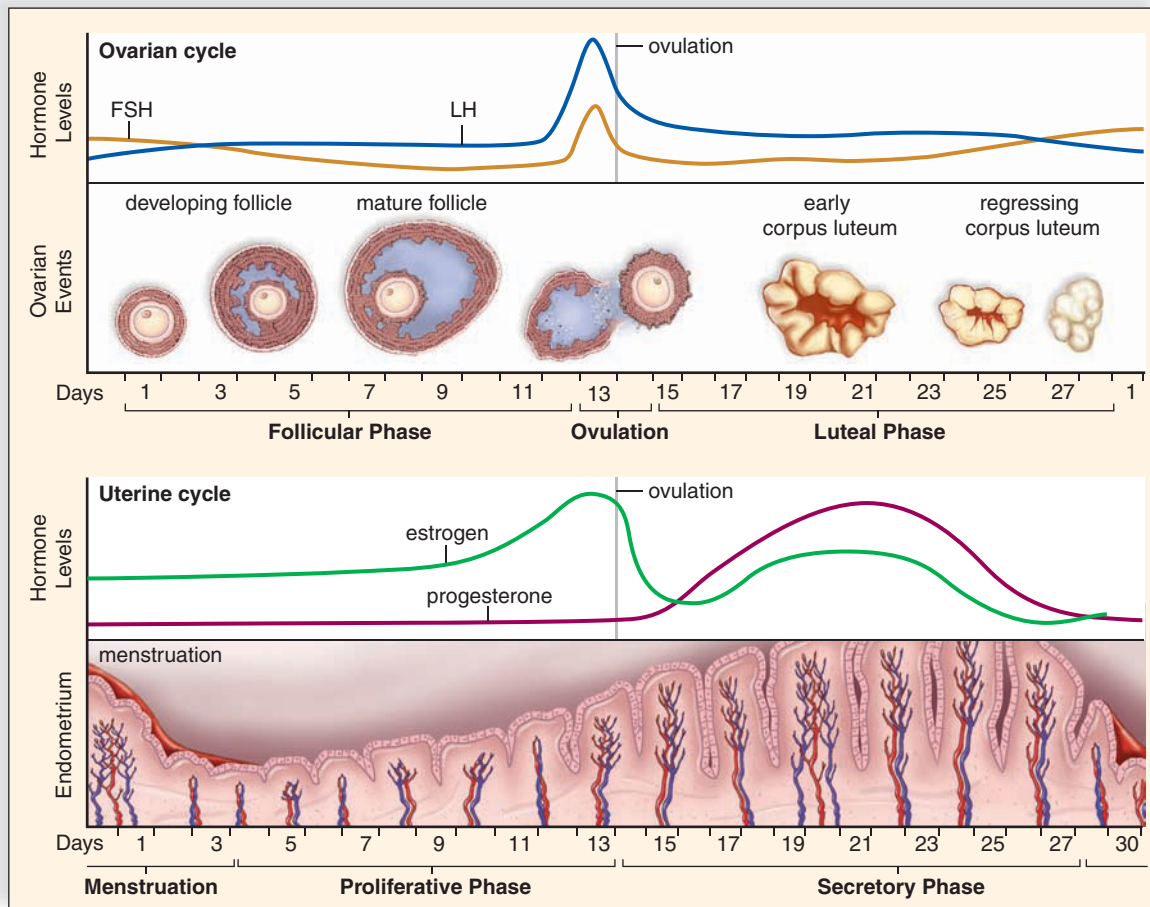 Ovarian cycle
ovulation
Hormone
Levels
FSH
LH
Ovarian
Events
developing follicle
mature follicle
early
corpus luteum
regressing
corpus luteum
Days 1 3 5 7 9 11 13 15 17 19 21 23 25 27 1
Follicular Phase Ovulation Luteal Phase
Uterine cycle
ovulation
Hormone
Levels
estrogen
progesterone
Endometrium
menstruation
Days 1 3 5 7 9 11 13 15 17 19 21 23 25 27 30
Menstruation Proliferative Phase Secretory Phase